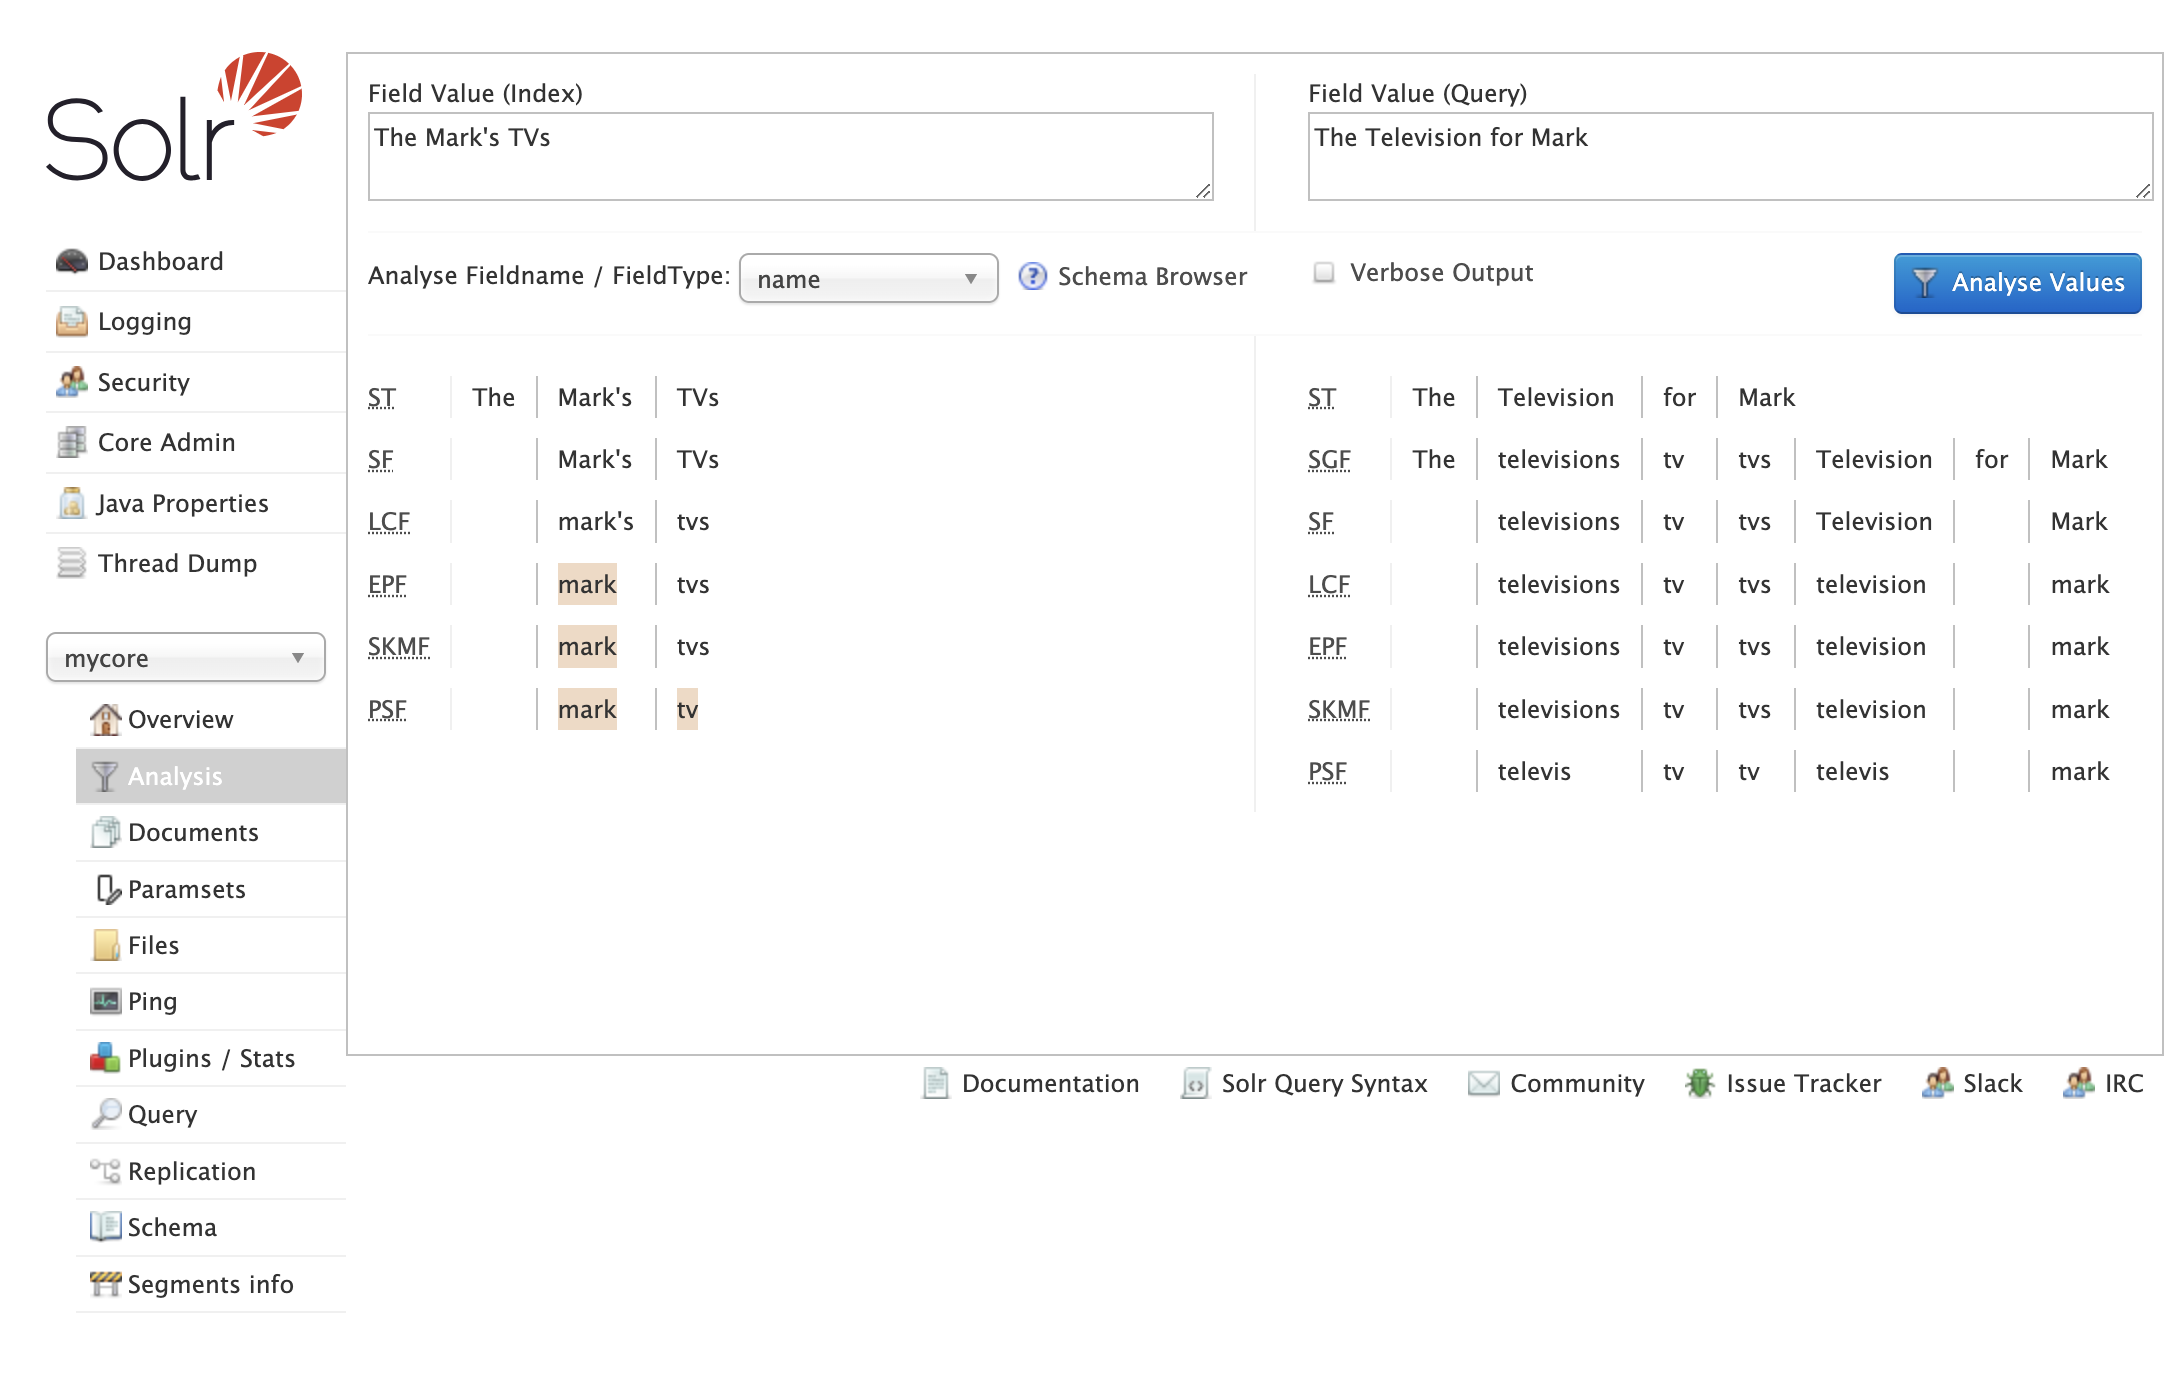 Solr
Dashboard
Logging
Security
Core Admin
Java Properties
Thread Dump
mycore
Overview
Analysis
Documents
Paramsets
Files
Ping
Plugins / Stats
Query
Replication
Schema
Segments info
Field Value (Index)
The Mark's TVs
Field Value (Query)
The Television for Mark
Analyse Fieldname / FieldType: name ? Schema Browser
Verbose Output
Analyse Values
ST The Mark's TVs
SF Mark's TVs
LCF mark's tvs
EPF mark tvs
SKMF mark tvs
PSF mark tv
ST The Television for Mark
SGF The televisions tv tvs Television for Mark
SF televisions tv tvs Television Mark
LCF televisions tv tvs television mark
EPF televisions tv tvs television mark
SKMF televisions tv tvs television mark
PSF televis tv tv televis mark
Documentation Solr Query Syntax Community Issue Tracker Slack IRC